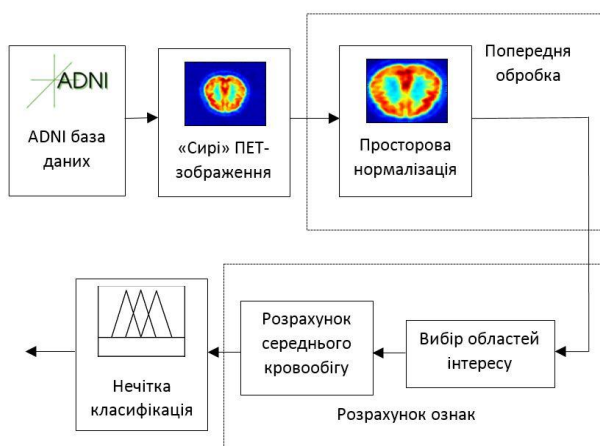 ADNI
ADNI база
даних
«Сирі» ПЕТ-
зображення
Просторова
нормалізація
Попередня
обробка
Вибір областей
інтересу
Розрахунок
середнього
кровообігу
Розрахунок ознак
Нечітка
класифікація